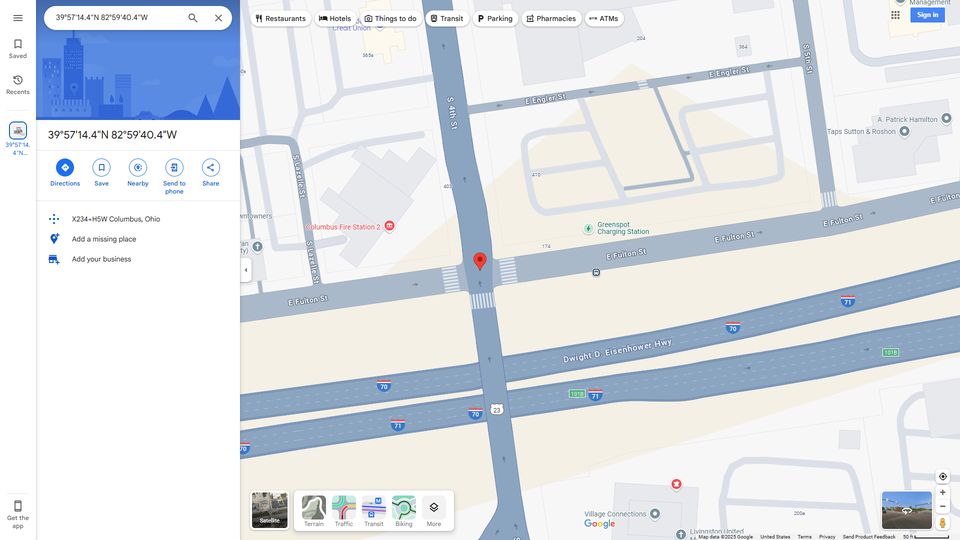 39°57'14.4"N 82°59'40.4"W
Restaurants
Hotels
Things to do
Transit
Parking
Pharmacies
ATMs
Sign in
Saved
Recents
39°57'14.
4"N...
39°57'14.4"N 82°59'40.4"W
Directions
Save
Nearby
Send to
phone
Share
X234+H5W Columbus, Ohio
Add a missing place
Add your business
Get the
app
Credit Union
Management
204
364
365a
E Engler St
E Engler St
S 5th St
S 4th St
A. Patrick Hamilton
Taps Sutton & Roshon
S Lazelle St
S Lazelle St
410
403
Columbus Fire Station 2
Greenspot
Charging Station
174
E Fulton St
E Fulton St
E Fulton St
E Fulton St
E Fulton
71
70
Dwight D. Eisenhower Hwy
101B
70
101B
71
70
23
71
70
200a
Village Connections
Livingston United
Satellite
Terrain
Traffic
Transit
Biking
More
Google
Map data ©2025 Google
United States
Terms
Privacy
Send Product Feedback
50 ft